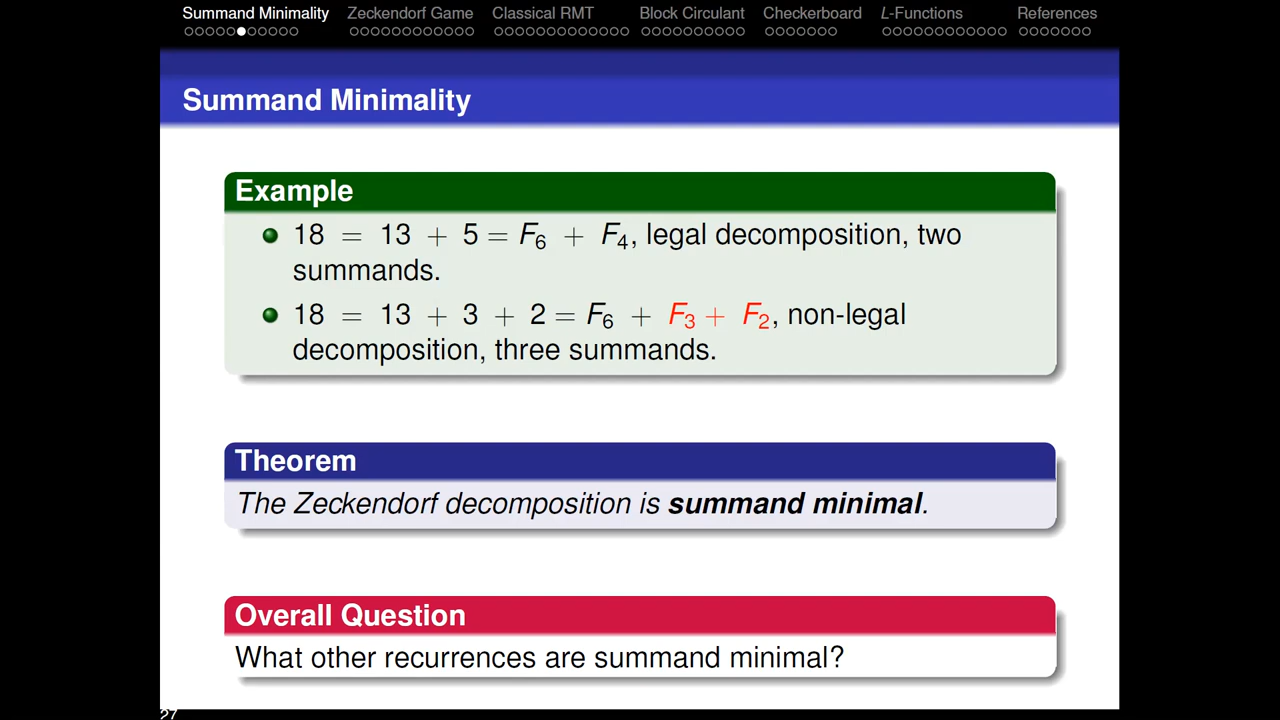 Summand Minimality Zeckendorf Game Classical RMT Block Circulant Checkerboard L-Functions References
Summand Minimality
Example
18 = 13 + 5 = F₆ + F₄, legal decomposition, two
summands.
18 = 13 + 3 + 2 = F₆ + F₃ + F₂, non-legal
decomposition, three summands.
Theorem
The Zeckendorf decomposition is summand minimal.
Overall Question
What other recurrences are summand minimal?
27